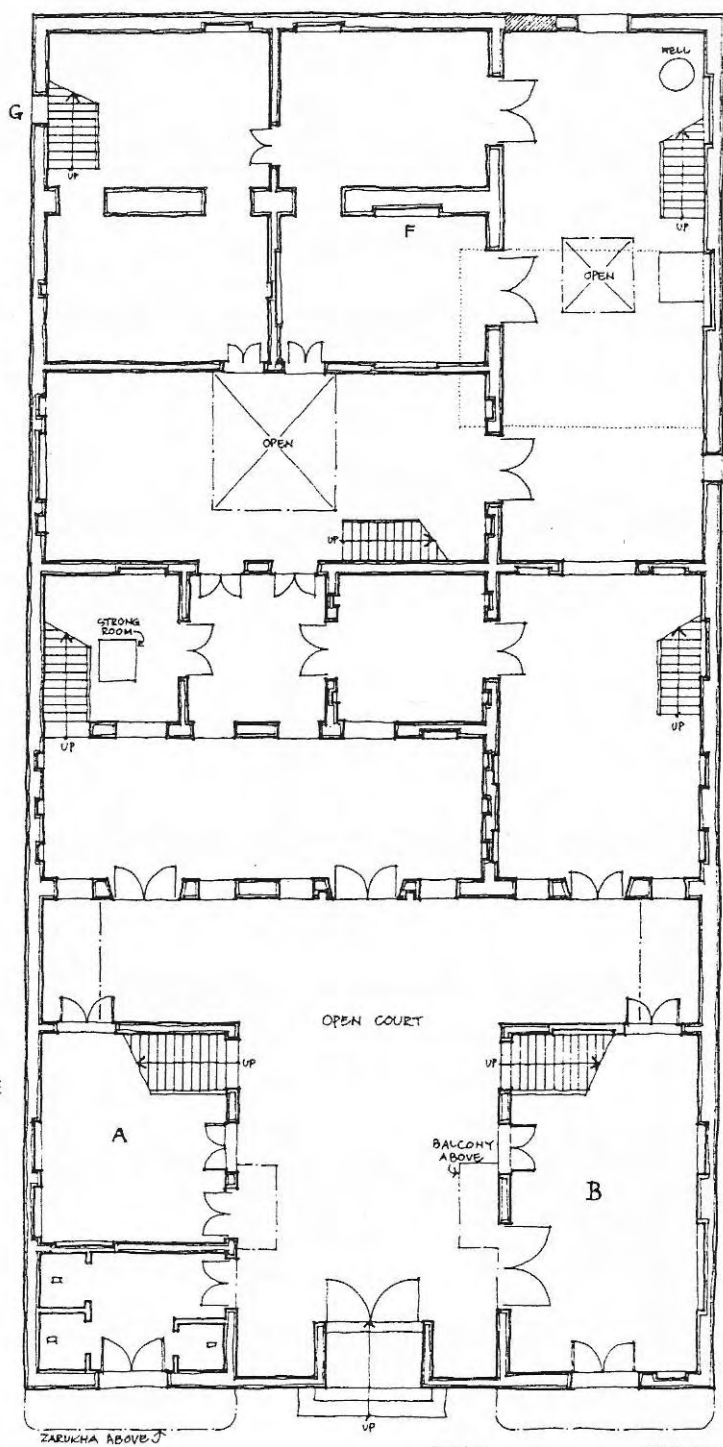 WELL
G
UP
UP
F
OPEN
OPEN
UP
STRONG
ROOM
UP
UP
OPEN COURT
UP
UP
A
BALCONY
ABOVE
B
UP
ZARUKHA ABOVE